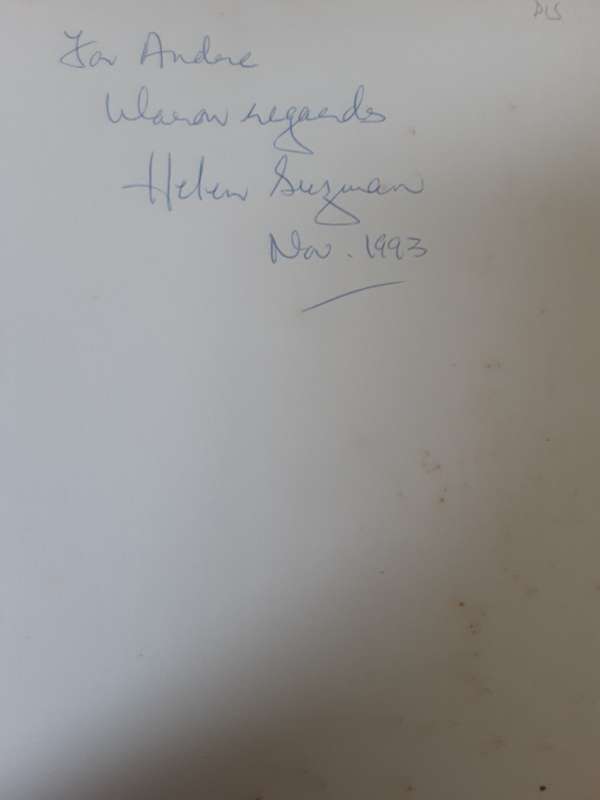 For Andre
Warm regards
Helen Suzman
Nov. 1993